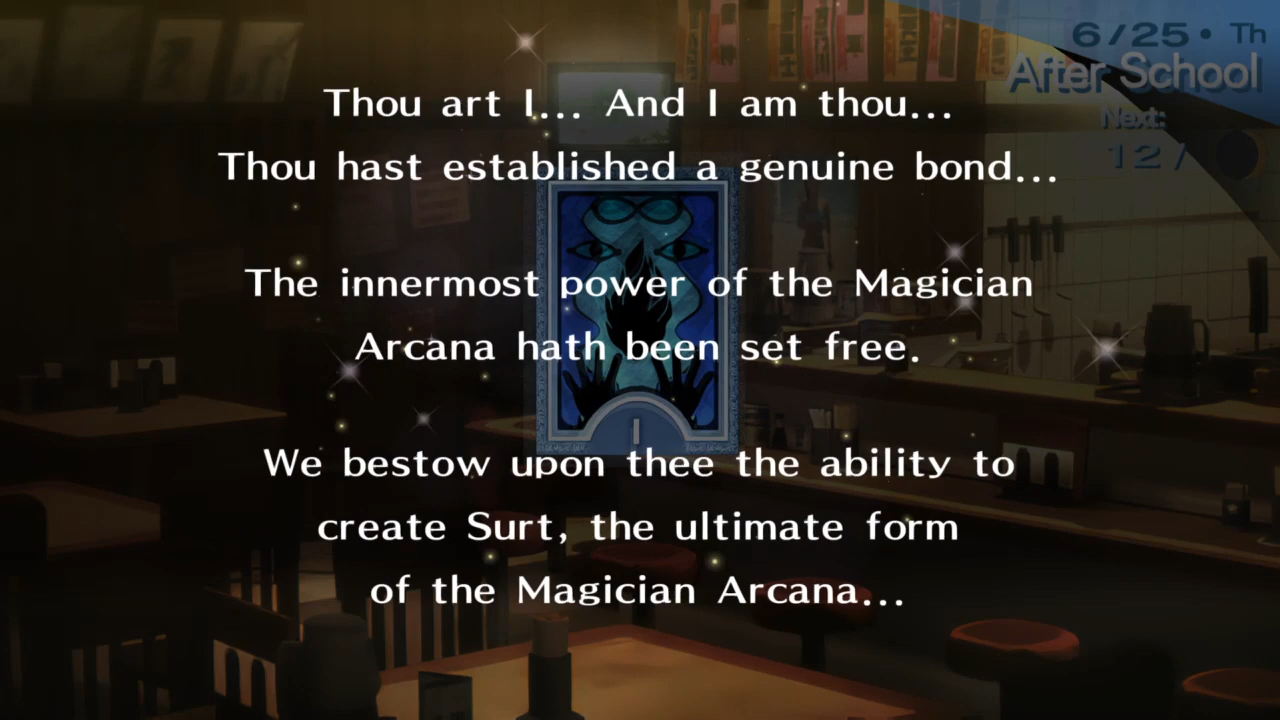 6/25• Th
After School
Next:
12/
Thou art I... And I am thou...
Thou hast established a genuine bond...
The innermost power of the Magician
Arcana hath been set free.
I
We bestow upon thee the ability to
create Surt, the ultimate form
of the Magician Arcana...